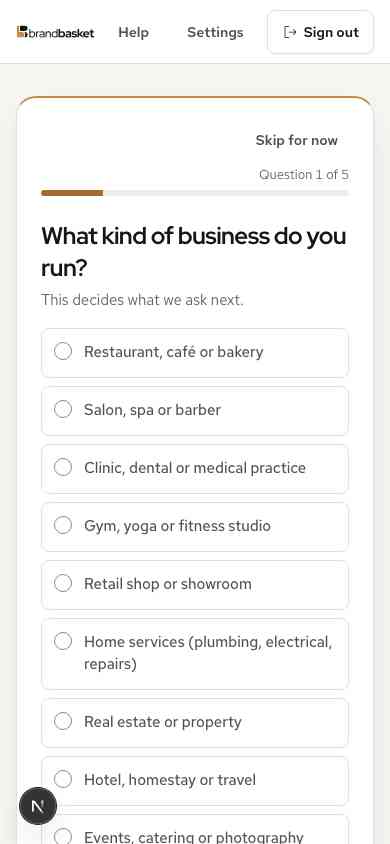 brandbasket
Help
Settings
Sign out
Skip for now
Question 1 of 5
What kind of business do you
run?
This decides what we ask next.
Restaurant, café or bakery
Salon, spa or barber
Clinic, dental or medical practice
Gym, yoga or fitness studio
Retail shop or showroom
Home services (plumbing, electrical,
repairs)
Real estate or property
Hotel, homestay or travel
N
Events, catering or photography